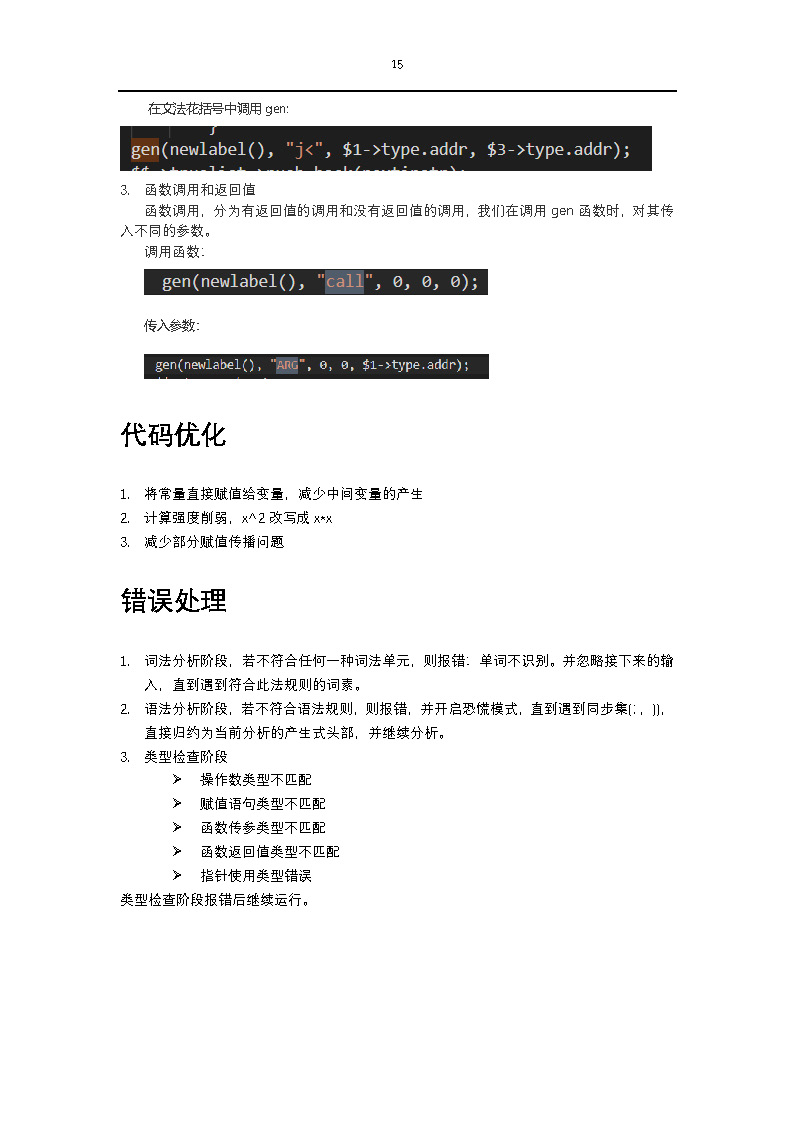 15
在文法花括号中调用 gen:
gen(newlabel(), "j<", $1->type.addr, $3->type.addr);
3. 函数调用和返回值
函数调用，分为有返回值的调用和没有返回值的调用，我们在调用 gen 函数时，对其传
入不同的参数。
调用函数：
gen(newlabel(), "call", 0, 0, 0);
传入参数：
gen(newlabel(), "ARG", 0, 0, $1->type.addr);
代码优化
1. 将常量直接赋值给变量，减少中间变量的产生
2. 计算强度削弱，x^2 改写成 x*x
3. 减少部分赋值传播问题
错误处理
1. 词法分析阶段，若不符合任何一种词法单元，则报错：单词不识别。并忽略接下来的输
入，直到遇到符合此法规则的词素。
2. 语法分析阶段，若不符合语法规则，则报错，并开启恐慌模式，直到遇到同步集(; , }),
直接归约为当前分析的产生式头部，并继续分析。
3. 类型检查阶段
➢ 操作数类型不匹配
➢ 赋值语句类型不匹配
➢ 函数传参类型不匹配
➢ 函数返回值类型不匹配
➢ 指针使用类型错误
类型检查阶段报错后继续运行。